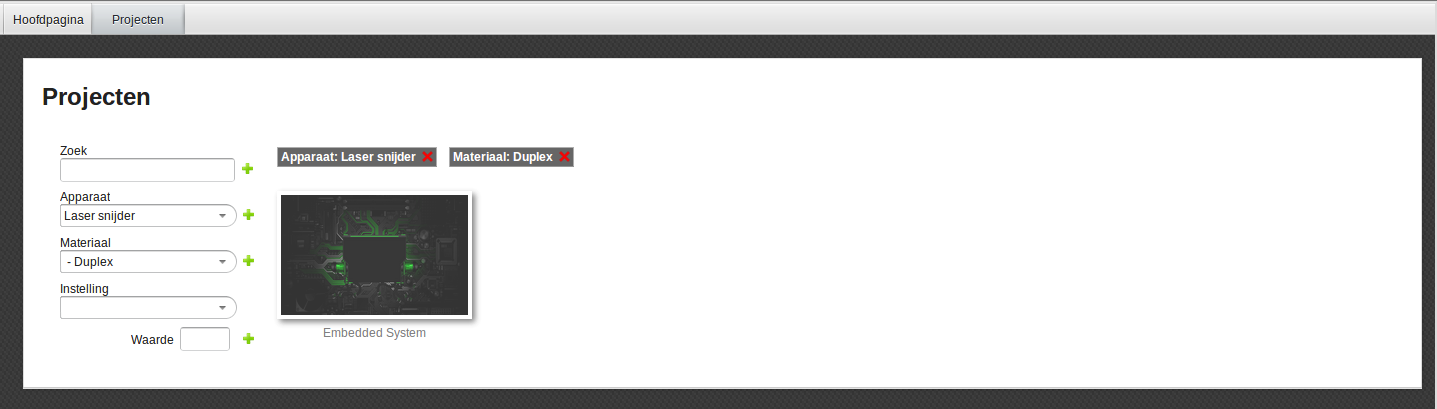 Hoofdpagina Projecten
Projecten
Zoek
Apparaat: Laser snijder Materiaal: Duplex
Apparaat
Laser snijder
Materiaal
- Duplex
Instelling
Waarde
Embedded System